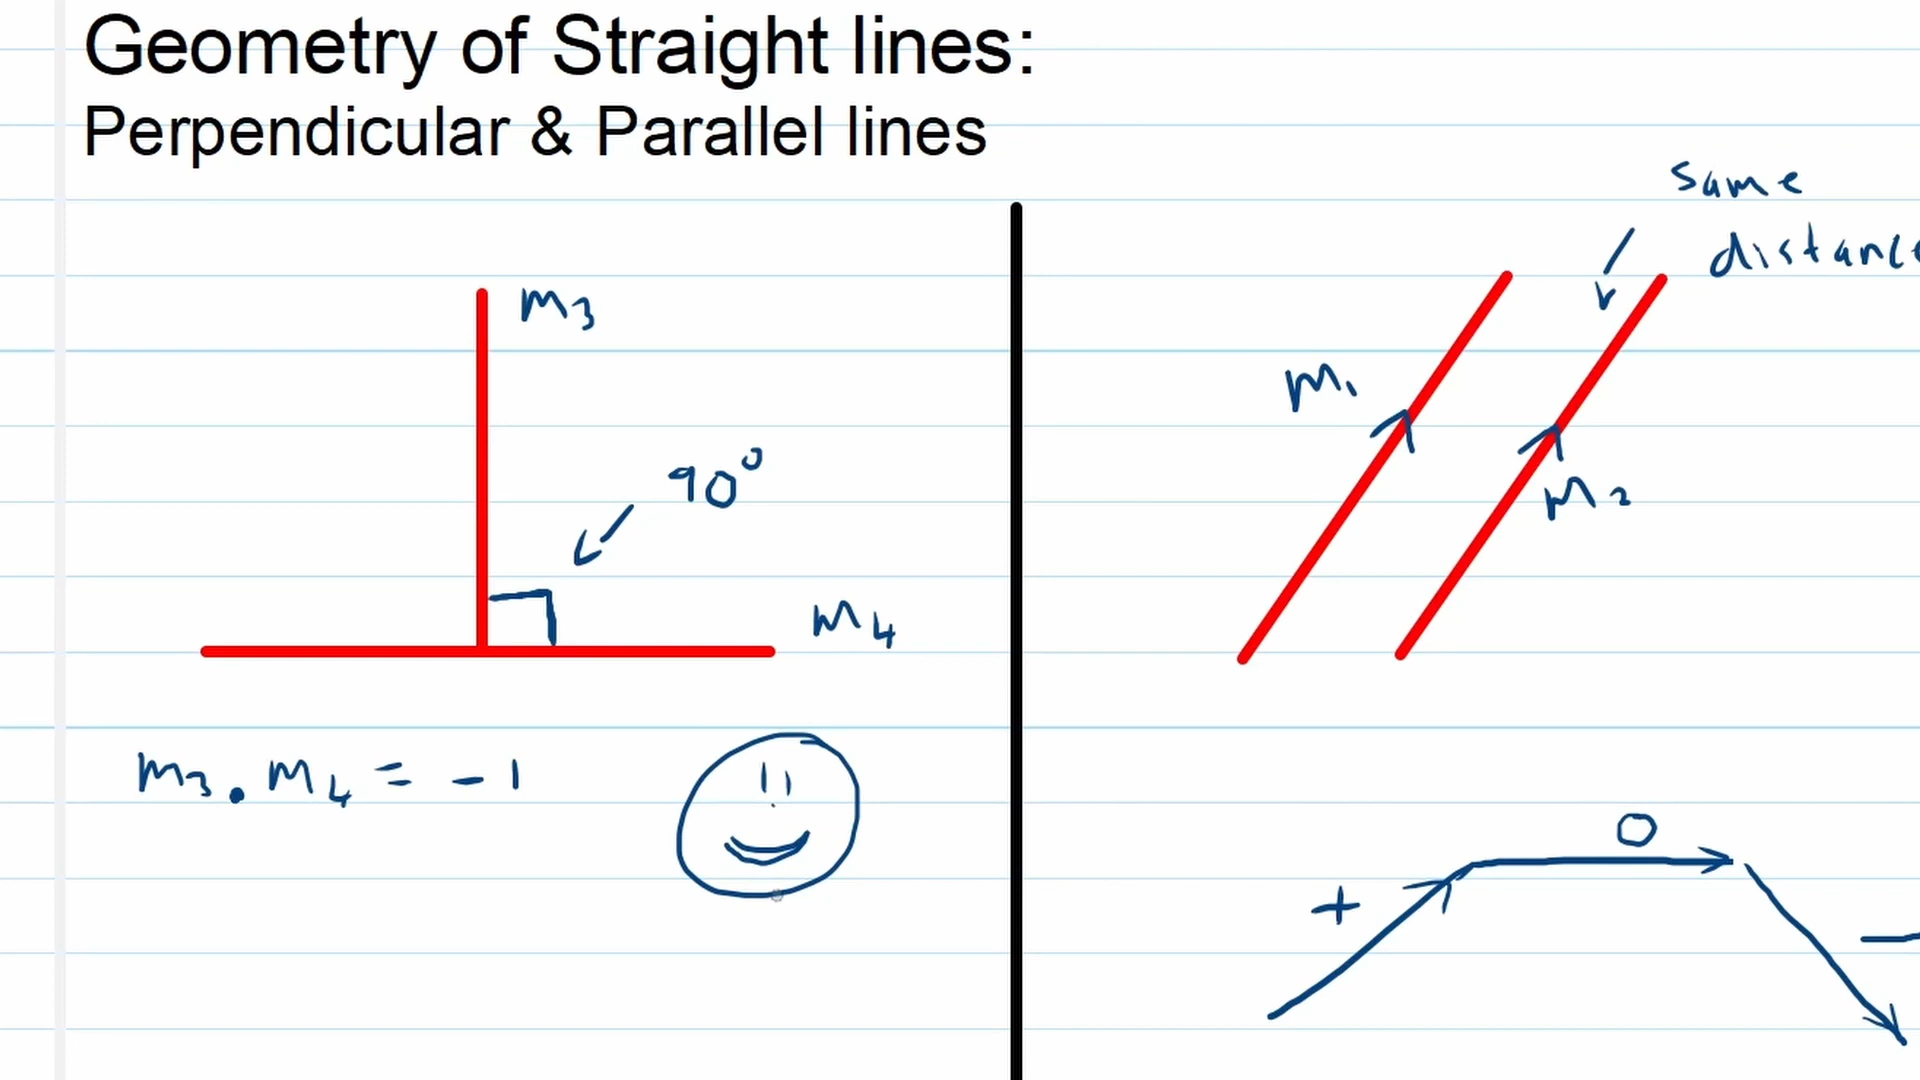 Geometry of Straight lines:
Perpendicular & Parallel lines
same
distance
m₃
m₁
90°
m₂
m₄
m₃ . m₄ = -1
0
+
-